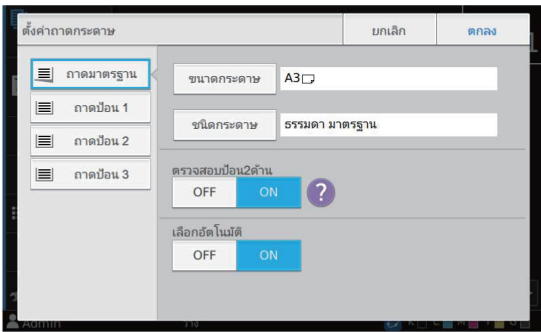 ตั้งค่าถาดกระดาษ
ยกเลิก
ตกลง
ถาดมาตรฐาน
ถาดป้อน 1
ถาดป้อน 2
ถาดป้อน 3
ขนาดกระดาษ A3
ชนิดกระดาษ ธรรมดา มาตรฐาน
ตรวจสอบป้อน2ด้าน
OFF ON ?
เลือกอัตโนมัติ
OFF ON
Admin ว่าง K C M Y G